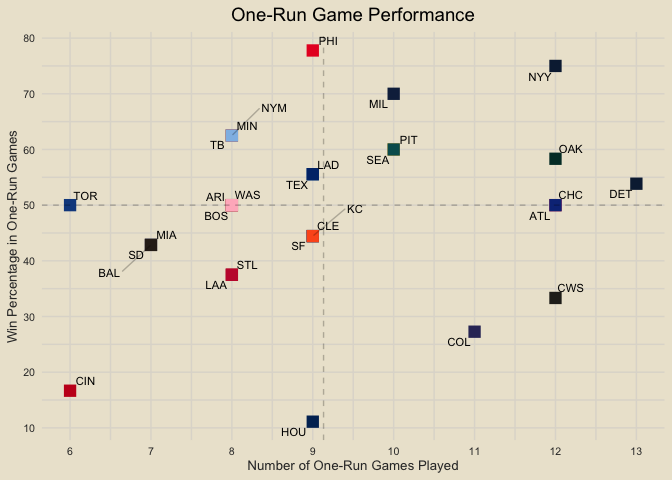 One-Run Game Performance
Win Percentage in One-Run Games
80
70
60
50
40
30
20
10
PHI
NYY
MIL
NYM
MIN
TB
PIT
SEA
OAK
LAD
TEX
DET
TOR
ARI
WAS
BOS
CHC
ATL
KC
CLE
SF
MIA
SD
BAL
STL
LAA
CWS
COL
CIN
HOU
6
7
8
9
10
11
12
13
Number of One-Run Games Played